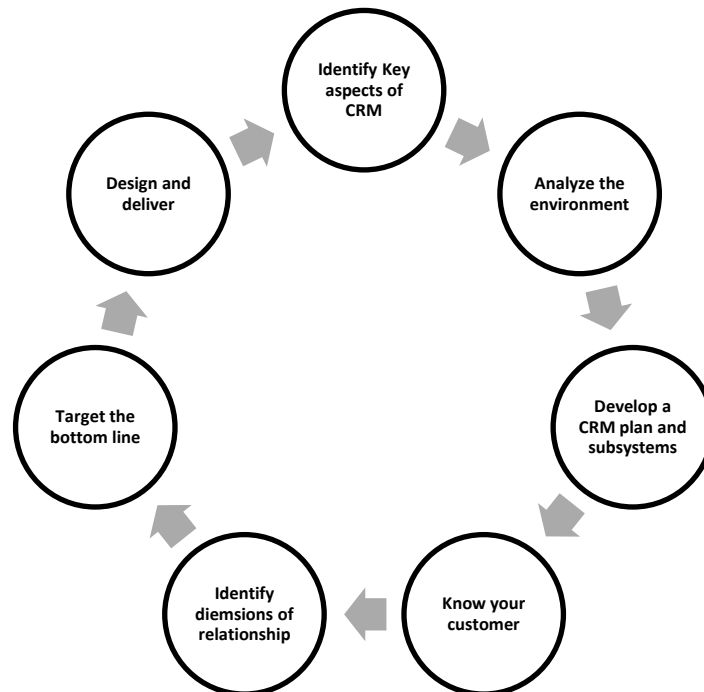 Identify Key
aspects of
CRM
Analyze the
environment
Develop a
CRM plan and
subsystems
Know your
customer
Identify
diemsions of
relationship
Target the
bottom line
Design and
deliver